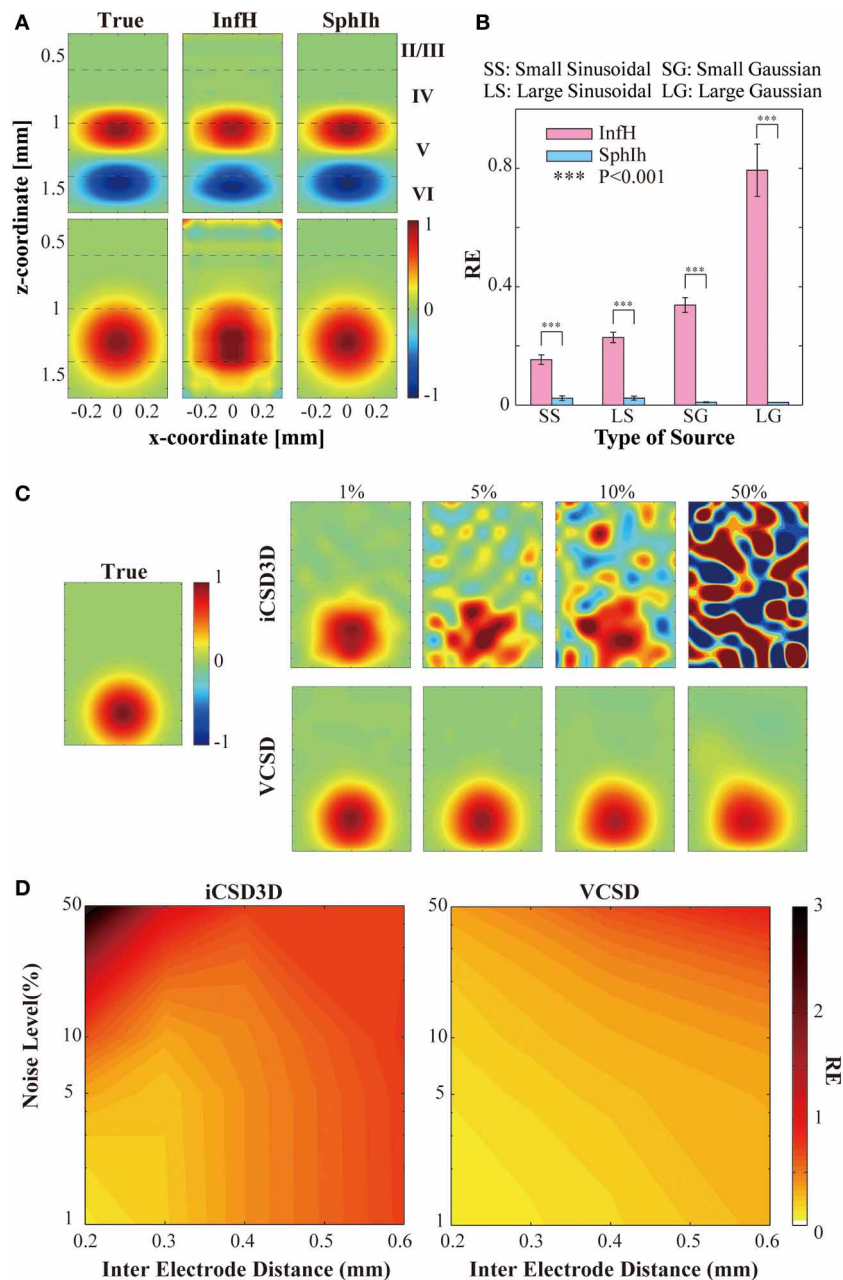 A
True InfH SphIh
0.5
1
1.5
0.5
1
1.5
z-coordinate [mm]
II/III
IV
V
VI
1
0
-1
-0.2 0 0.2 -0.2 0 0.2 -0.2 0 0.2
x-coordinate [mm]
B
SS: Small Sinusoidal SG: Small Gaussian
LS: Large Sinusoidal LG: Large Gaussian
InfH
SphIh
*** P<0.001
***
***
***
***
0.8
0.4
0
RE
SS LS SG LG
Type of Source
C
True
1
0
-1
1% 5% 10% 50%
iCSD3D
VCSD
D
iCSD3D VCSD
50
10
5
1
Noise Level(%)
0.2 0.3 0.4 0.5 0.6
Inter Electrode Distance (mm)
50
10
5
1
0.2 0.3 0.4 0.5 0.6
Inter Electrode Distance (mm)
3
2
1
0
RE